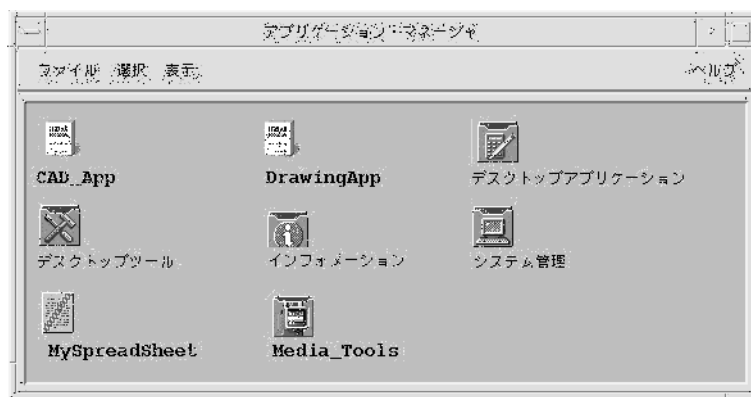 アプリケーション・マネージャ
ファイル 選択 表示 ヘルプ
CAD_App DrawingApp デスクトップアプリケーション
デスクトップツール インフォメーション システム管理
MySpreadSheet Media_Tools